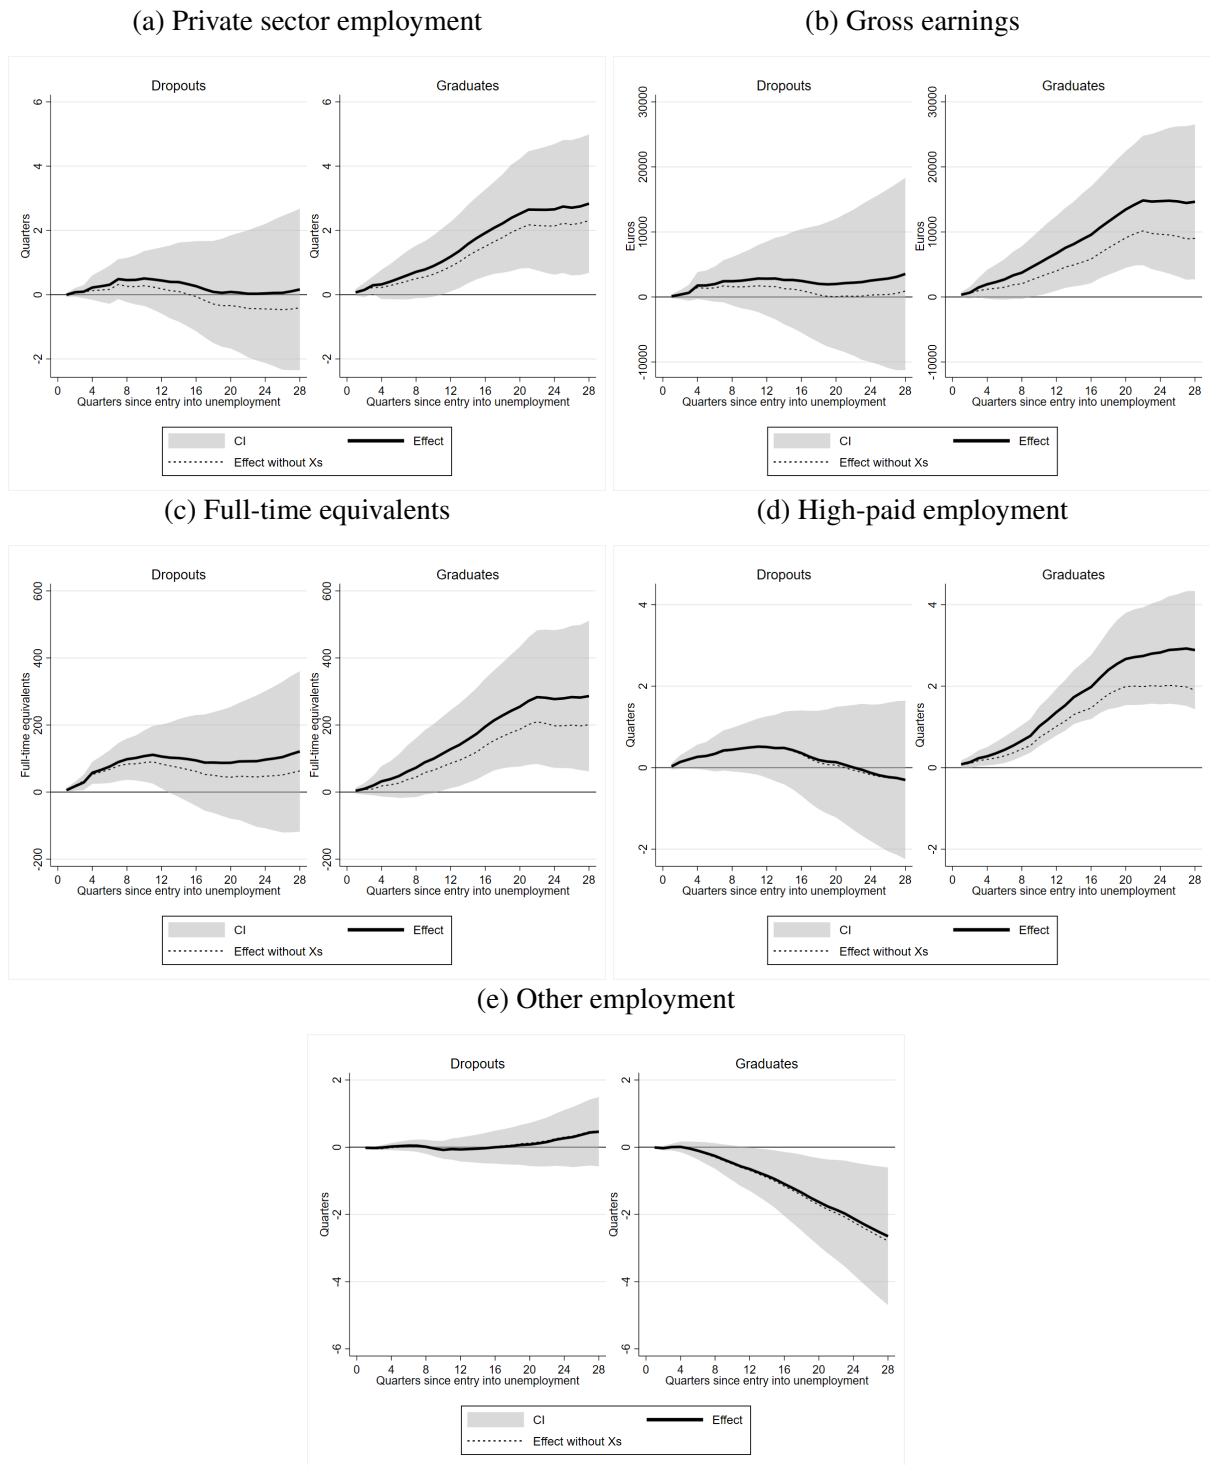 (a) Private sector employment
Dropouts
Graduates
Quarters
6
4
2
0
-2
0 4 8 12 16 20 24 28
Quarters since entry into unemployment
Quarters
6
4
2
0
-2
0 4 8 12 16 20 24 28
Quarters since entry into unemployment
CI
Effect
Effect without Xs
(b) Gross earnings
Dropouts
Graduates
Euros
30000
20000
10000
0
-10000
0 4 8 12 16 20 24 28
Quarters since entry into unemployment
Euros
30000
20000
10000
0
-10000
0 4 8 12 16 20 24 28
Quarters since entry into unemployment
CI
Effect
Effect without Xs
(c) Full-time equivalents
Dropouts
Graduates
Full-time equivalents
600
400
200
0
-200
0 4 8 12 16 20 24 28
Quarters since entry into unemployment
Full-time equivalents
600
400
200
0
-200
0 4 8 12 16 20 24 28
Quarters since entry into unemployment
CI
Effect
Effect without Xs
(d) High-paid employment
Dropouts
Graduates
Quarters
4
2
0
-2
0 4 8 12 16 20 24 28
Quarters since entry into unemployment
Quarters
4
2
0
-2
0 4 8 12 16 20 24 28
Quarters since entry into unemployment
CI
Effect
Effect without Xs
(e) Other employment
Dropouts
Graduates
Quarters
2
0
-2
-4
-6
0 4 8 12 16 20 24 28
Quarters since entry into unemployment
Quarters
2
0
-2
-4
-6
0 4 8 12 16 20 24 28
Quarters since entry into unemployment
CI
Effect
Effect without Xs